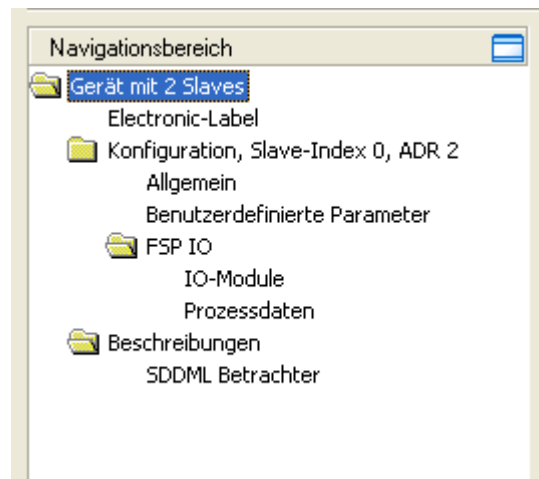 Navigationsbereich
Gerät mit 2 Slaves
Electronic-Label
Konfiguration, Slave-Index 0, ADR 2
Allgemein
Benutzerdefinierte Parameter
FSP IO
IO-Module
Prozessdaten
Beschreibungen
SDDML Betrachter